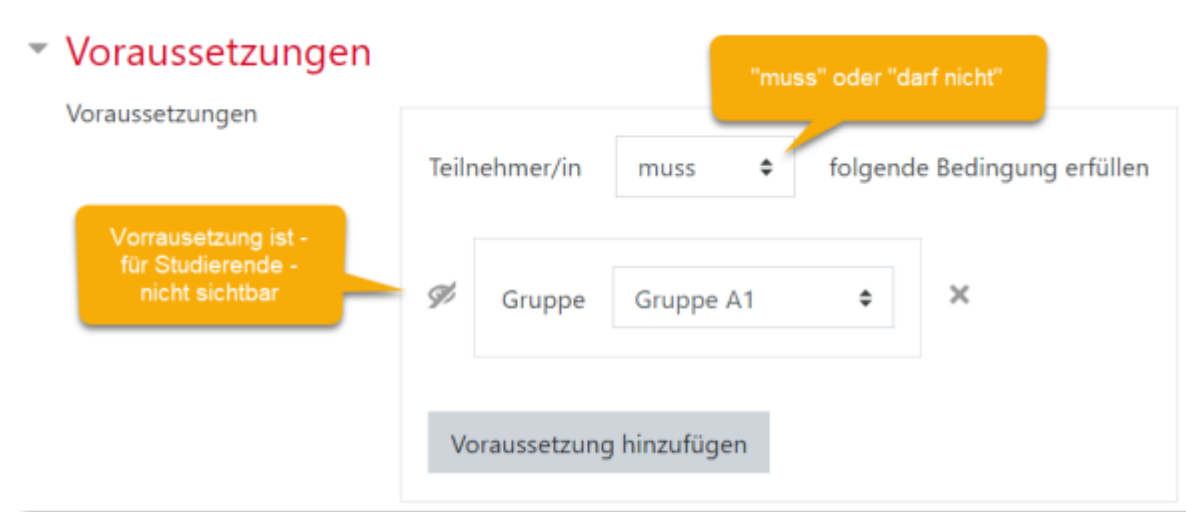 Voraussetzungen
"muss" oder "darf nicht"
Voraussetzungen
Teilnehmer/in muss folgende Bedingung erfüllen
Vorrausetzung ist -
für Studierende -
nicht sichtbar
Gruppe Gruppe A1
Voraussetzung hinzufügen